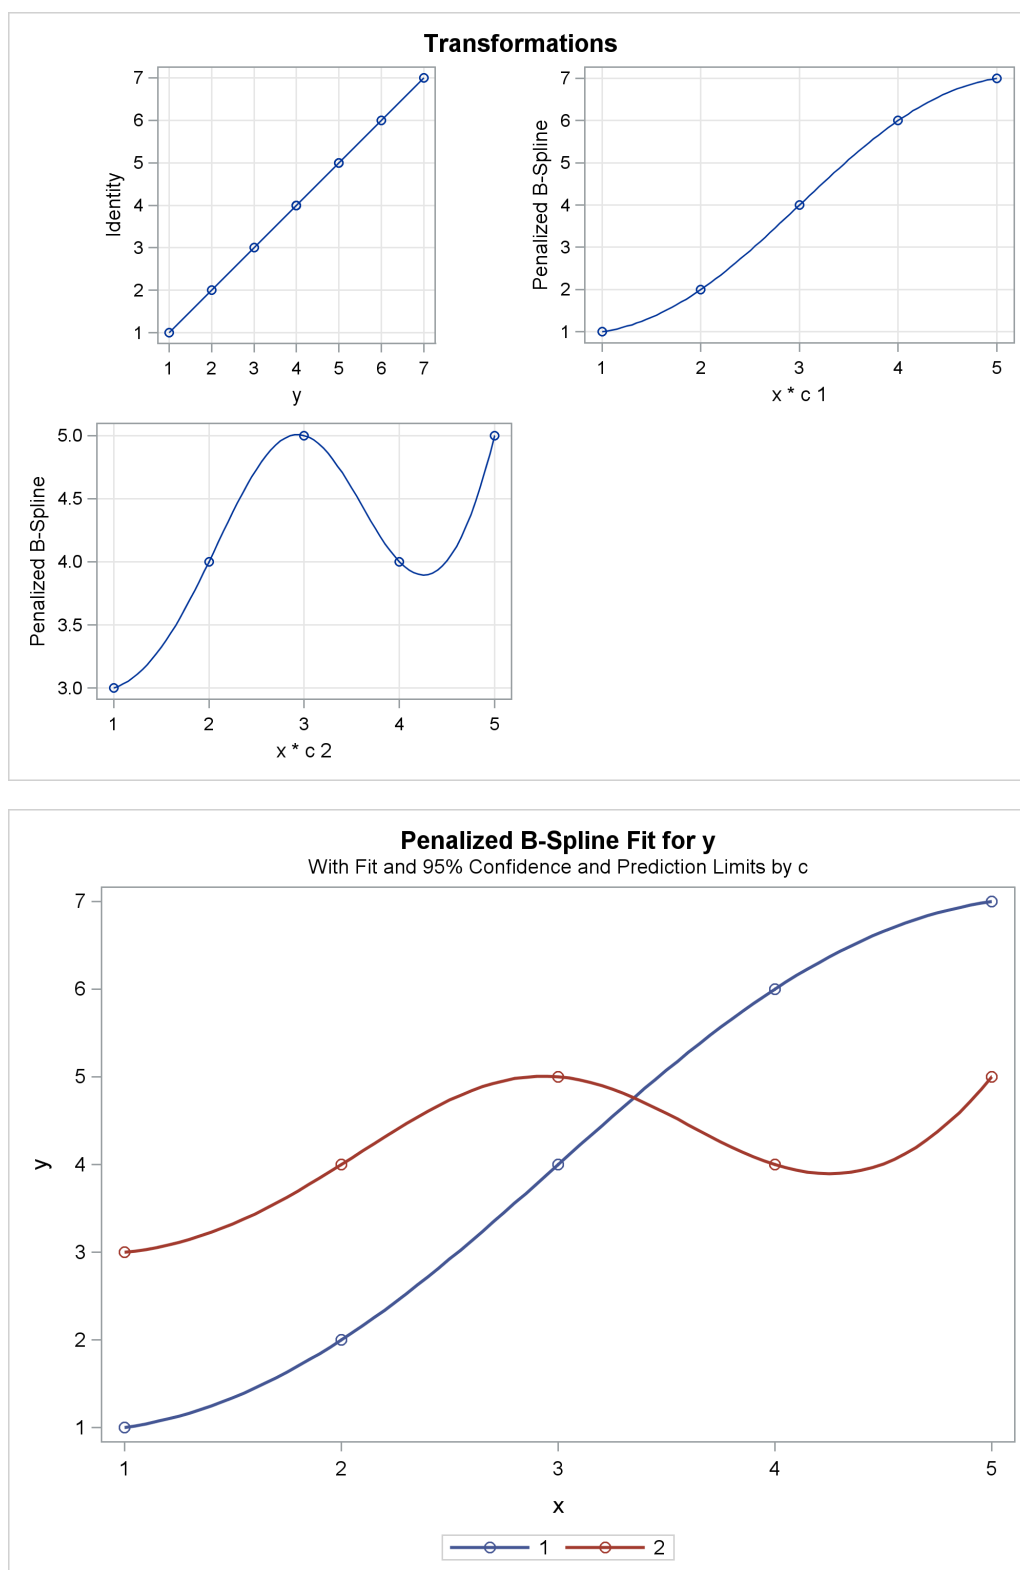 Transformations
7
6
5
4
3
2
1
Identity
1 2 3 4 5 6 7
y
7
6
5
4
3
2
1
Penalized B-Spline
1 2 3 4 5
x * c 1
5.0
4.5
4.0
3.5
3.0
Penalized B-Spline
1 2 3 4 5
x * c 2
Penalized B-Spline Fit for y
With Fit and 95% Confidence and Prediction Limits by c
7
6
5
4
3
2
1
y
1 2 3 4 5
x
1 2